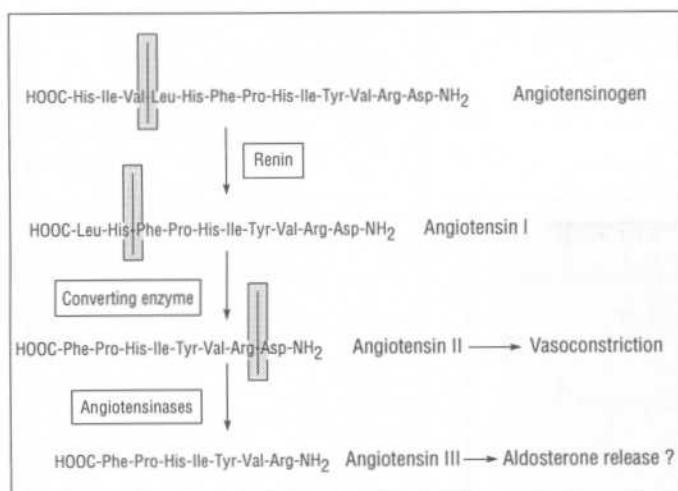 HOOC-His-Ile-Val-Leu-His-Phe-Pro-His-Ile-Tyr-Val-Arg-Asp-NH2 Angiotensinogen
Renin
HOOC-Leu-His-Phe-Pro-His-Ile-Tyr-Val-Arg-Asp-NH2 Angiotensin I
Converting enzyme
HOOC-Phe-Pro-His-Ile-Tyr-Val-Arg-Asp-NH2 Angiotensin II → Vasoconstriction
Angiotensinases
HOOC-Phe-Pro-His-Ile-Tyr-Val-Arg-NH2 Angiotensin III → Aldosterone release ?